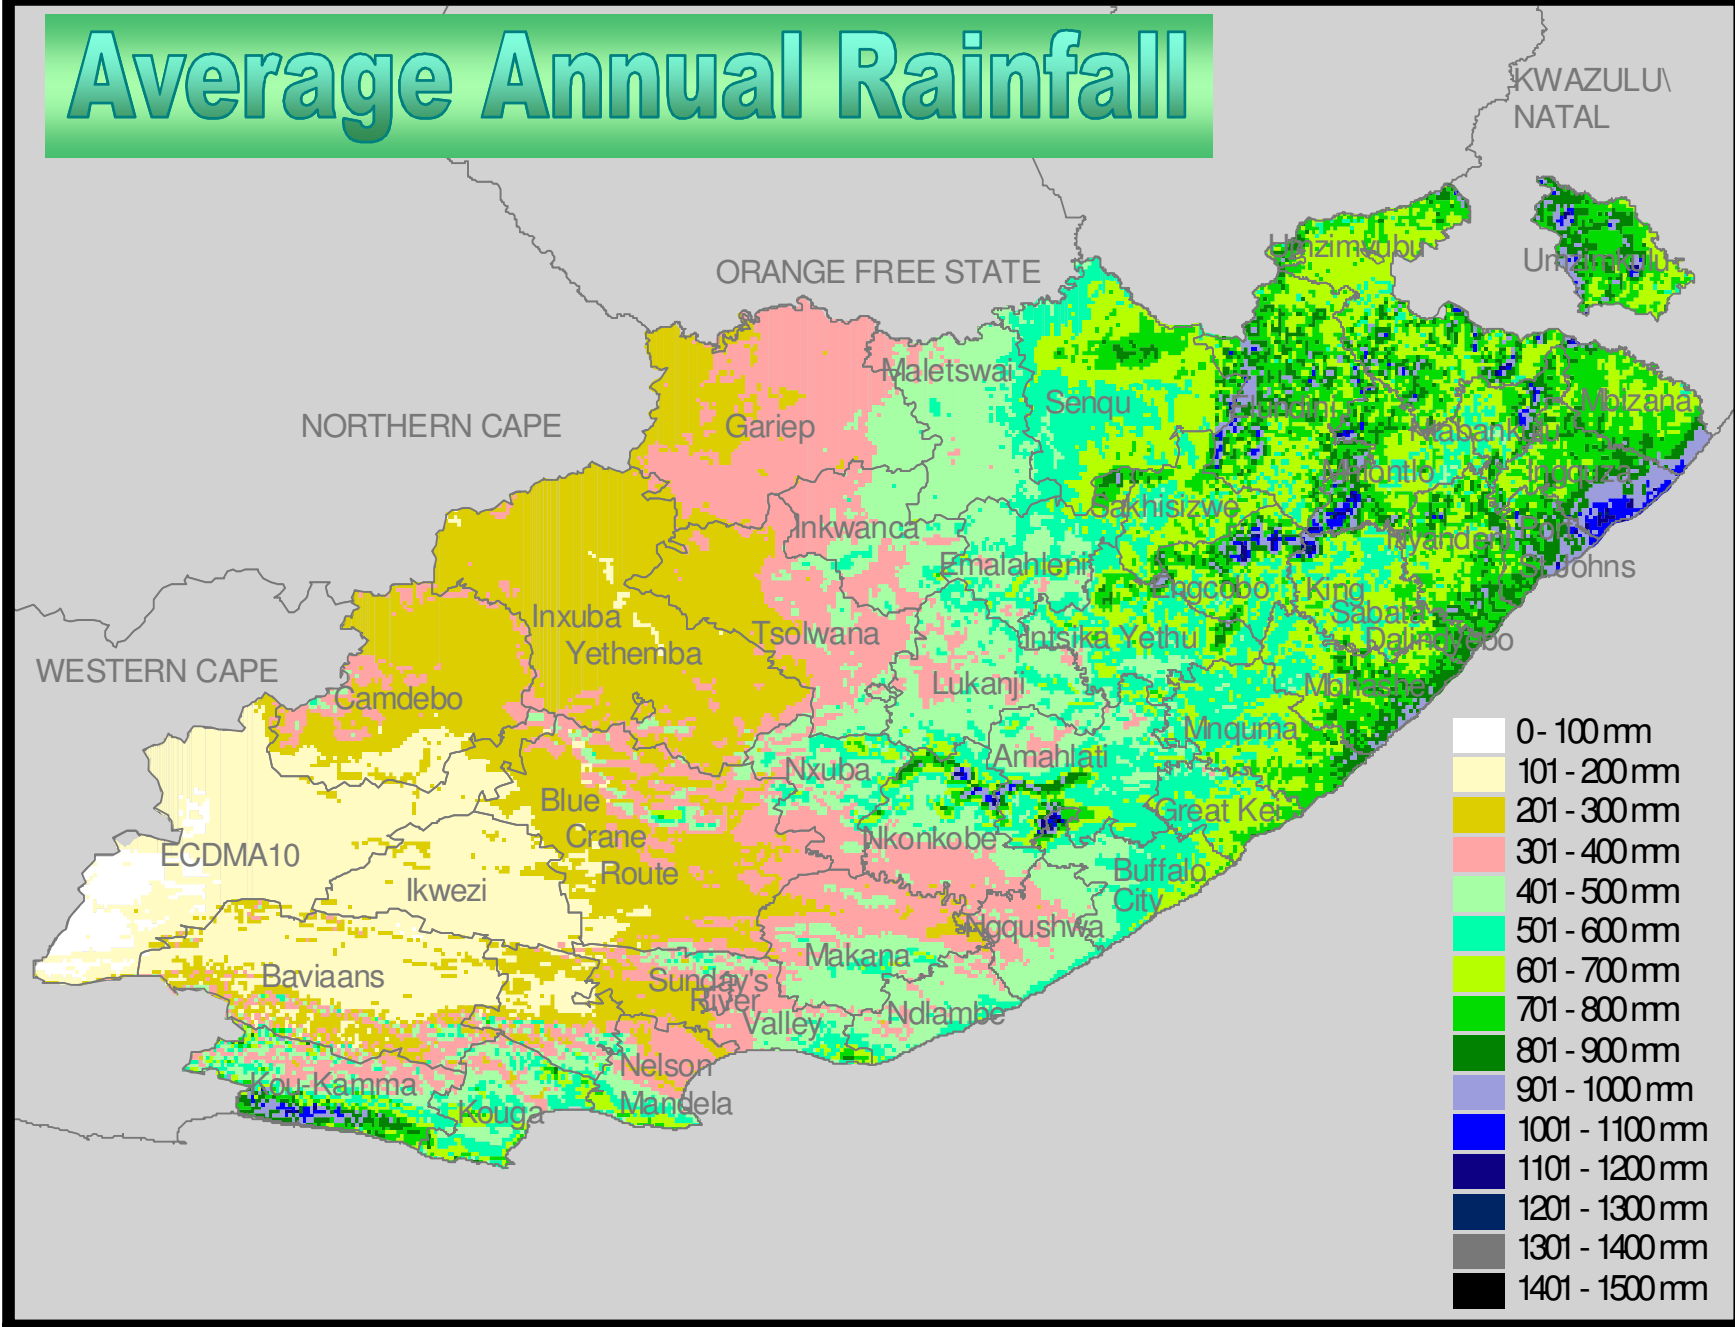 Average Annual Rainfall
KWAZULU\
NATAL
Umzimvubu
Umzimkulu
ORANGE FREE STATE
Maletswai
Senqu
Elundini
Mbizana
NORTHERN CAPE
Gariep
Ntabankulu
Mhlontlo
Ingquza
Sakhisizwe
Inkwanca
Nyandeni
Port
St Johns
Emalahleni
Engcobo
King
Sabata
Dalindyebo
Inxuba
Yethemba
Tsolwana
Intsika Yethu
WESTERN CAPE
Camdebo
Lukanji
Mbhashe
Mnquma
Amahlati
Nxuba
Blue
Crane
Route
Great Kei
Nkonkobe
ECDMA10
Ikwezi
Buffalo
City
Ngqushwa
Makana
Baviaans
Sunday's
River
Valley
Ndlambe
Nelson
Mandela
Kou-Kamma
Kouga
0 - 100 mm
101 - 200 mm
201 - 300 mm
301 - 400 mm
401 - 500 mm
501 - 600 mm
601 - 700 mm
701 - 800 mm
801 - 900 mm
901 - 1000 mm
1001 - 1100 mm
1101 - 1200 mm
1201 - 1300 mm
1301 - 1400 mm
1401 - 1500 mm